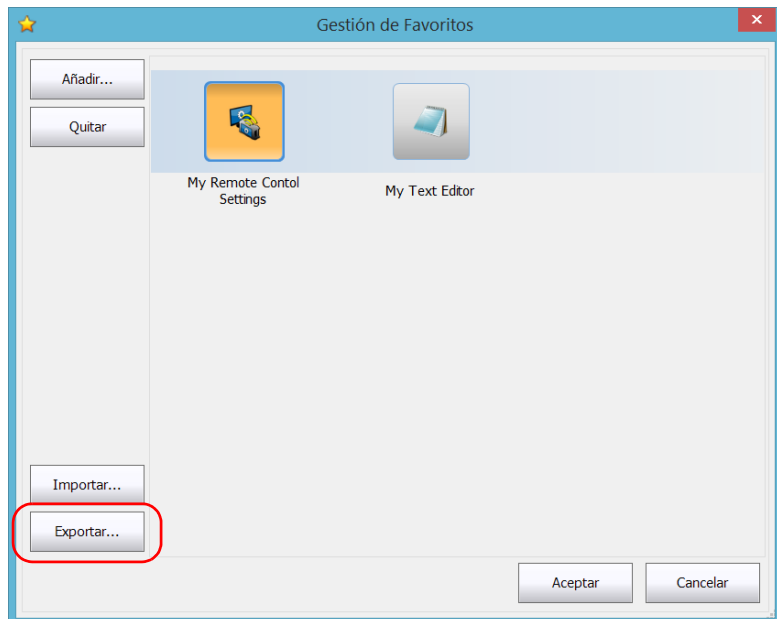 Gestión de Favoritos
Añadir...
Quitar
My Remote Contol
Settings
My Text Editor
Importar...
Exportar...
Aceptar
Cancelar